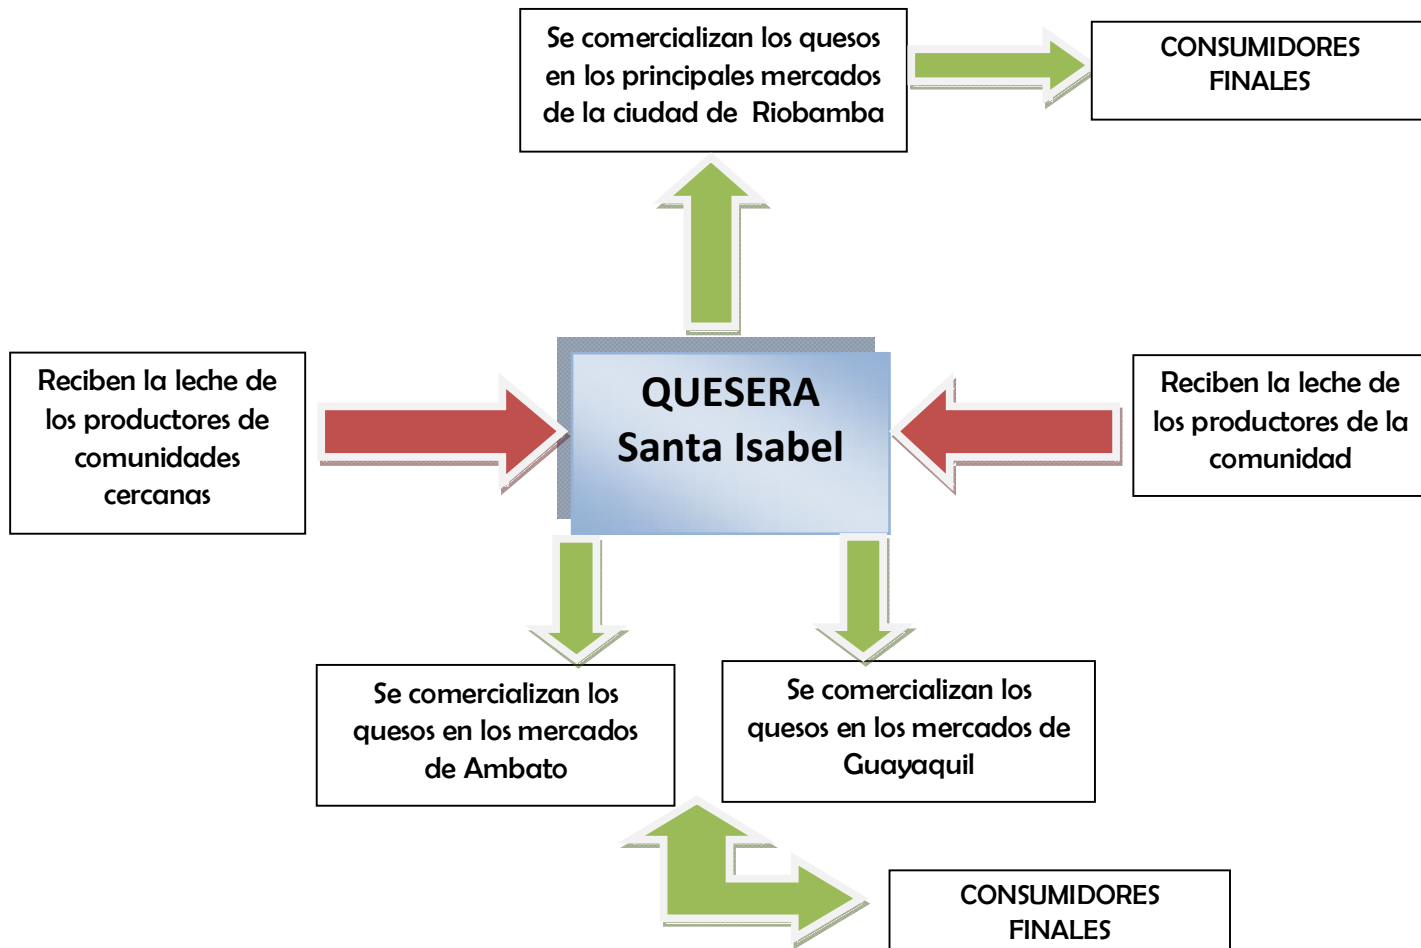 Se comercializan los quesos
en los principales mercados
de la ciudad de Riobamba
CONSUMIDORES
FINALES
Reciben la leche de
los productores de
comunidades
cercanas
QUESERA
Santa Isabel
Reciben la leche de
los productores de la
comunidad
Se comercializan los
quesos en los mercados
de Ambato
Se comercializan los
quesos en los mercados de
Guayaquil
CONSUMIDORES
FINALES